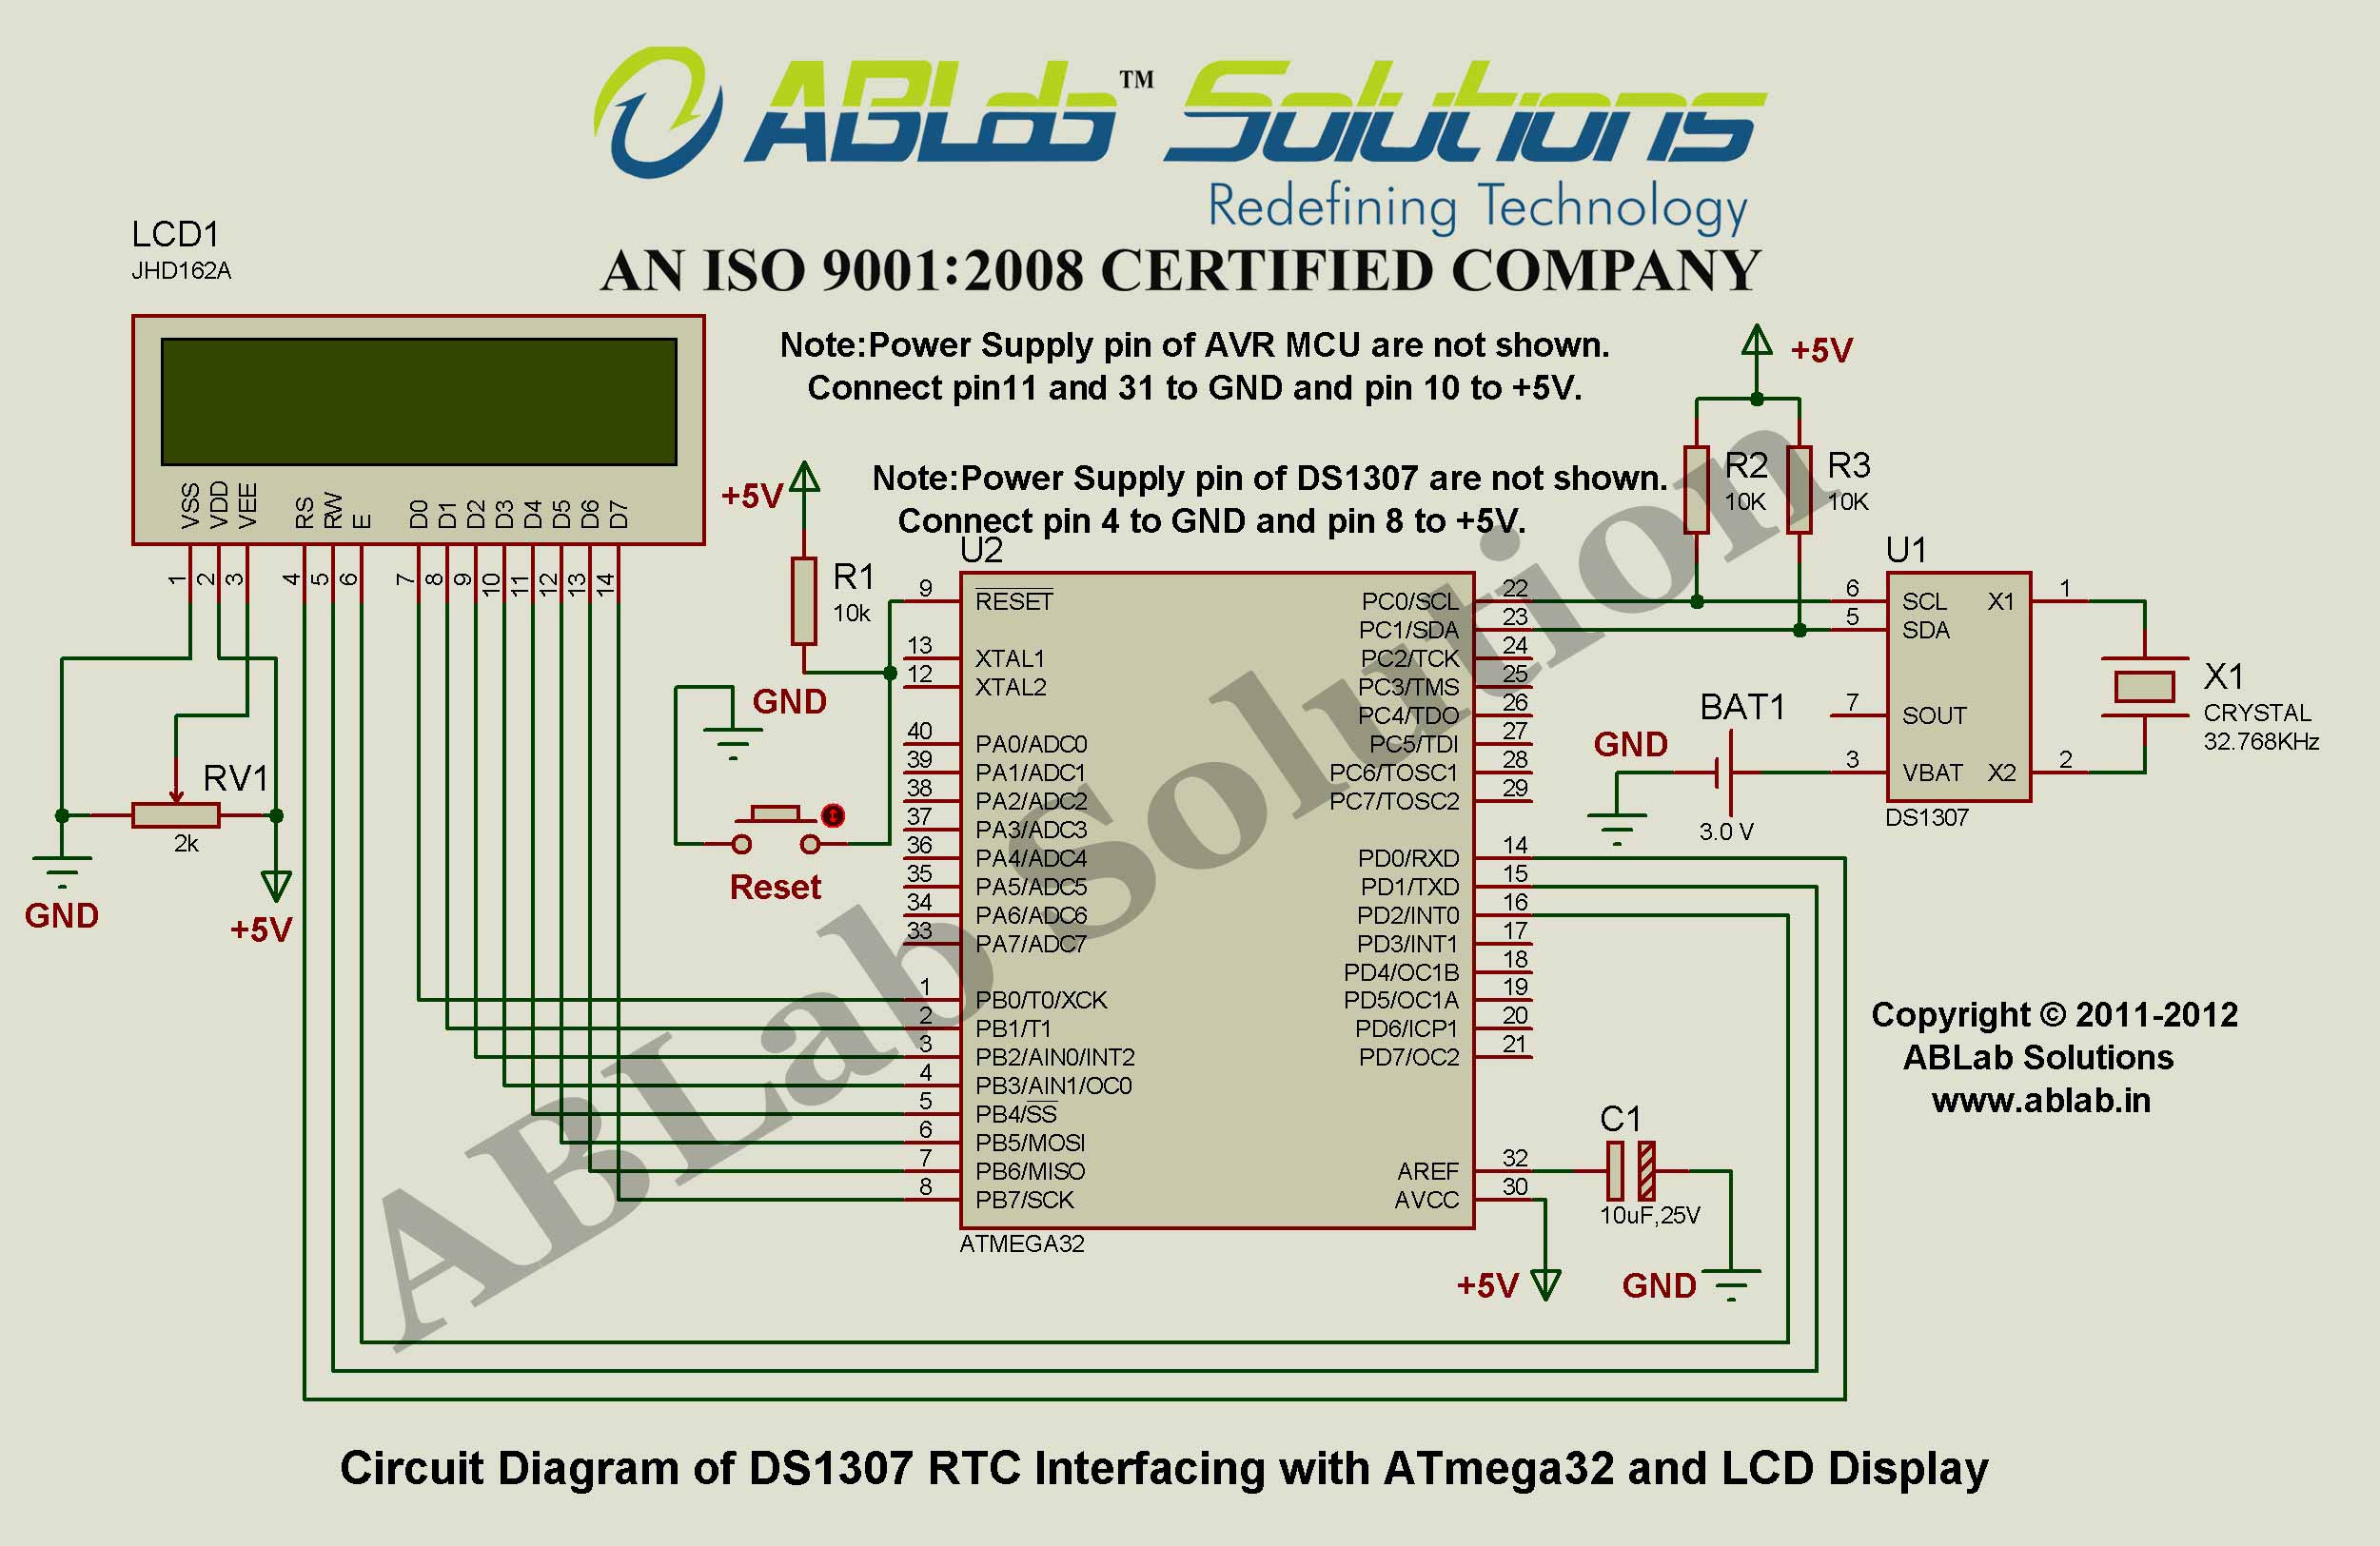 ABLab™ Solutions
Redefining Technology
AN ISO 9001:2008 CERTIFIED COMPANY
LCD1
JHD162A
Note:Power Supply pin of AVR MCU are not shown.
Connect pin11 and 31 to GND and pin 10 to +5V.
Note:Power Supply pin of DS1307 are not shown.
Connect pin 4 to GND and pin 8 to +5V.
VSS
VDD
VEE
RS
RW
E
D0
D1
D2
D3
D4
D5
D6
D7
1
2
3
4
5
6
7
8
9
10
11
12
13
14
RV1
2k
GND
+5V
+5V
R1
10k
GND
Reset
U2
9 RESET
13 XTAL1
12 XTAL2
40 PA0/ADC0
39 PA1/ADC1
38 PA2/ADC2
37 PA3/ADC3
36 PA4/ADC4
35 PA5/ADC5
34 PA6/ADC6
33 PA7/ADC7
1 PB0/T0/XCK
2 PB1/T1
3 PB2/AIN0/INT2
4 PB3/AIN1/OC0
5 PB4/SS
6 PB5/MOSI
7 PB6/MISO
8 PB7/SCK
PC0/SCL 22
PC1/SDA 23
PC2/TCK 24
PC3/TMS 25
PC4/TDO 26
PC5/TDI 27
PC6/TOSC1 28
PC7/TOSC2 29
PD0/RXD 14
PD1/TXD 15
PD2/INT0 16
PD3/INT1 17
PD4/OC1B 18
PD5/OC1A 19
PD6/ICP1 20
PD7/OC2 21
AREF 32
AVCC 30
ATMEGA32
+5V
R2
10K
R3
10K
U1
6 SCL X1 1
5 SDA
7 SOUT
3 VBAT X2 2
DS1307
X1
CRYSTAL
32.768KHz
BAT1
GND
3.0 V
C1
10uF,25V
+5V
GND
Copyright © 2011-2012
ABLab Solutions
www.ablab.in
ABLab Solution
Circuit Diagram of DS1307 RTC Interfacing with ATmega32 and LCD Display